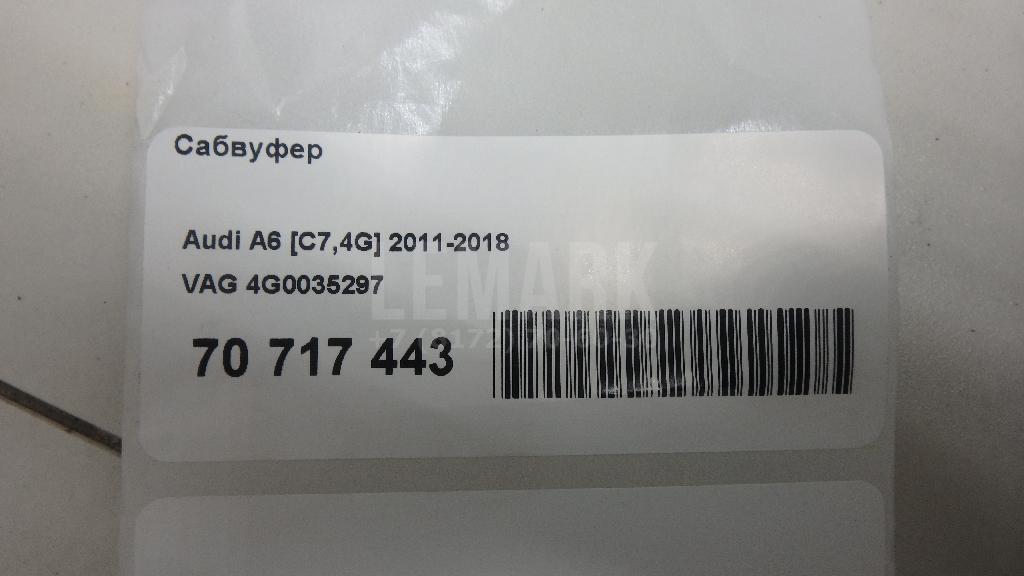 Сабвуфер
Audi A6 [C7,4G] 2011-2018
VAG 4G0035297
LEMARK
70 717 443